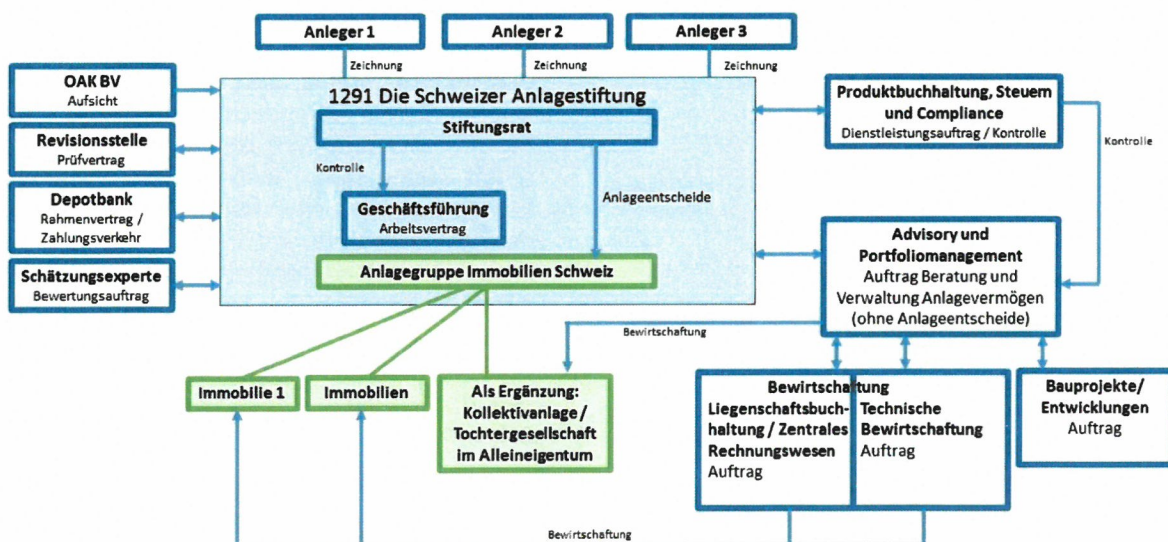 Anleger 1
Anleger 2
Anleger 3
Zeichnung
Zeichnung
Zeichnung
OAK BV
Aufsicht
Revisionsstelle
Prüfvertrag
Depotbank
Rahmenvertrag /
Zahlungsverkehr
Schätzungsexperte
Bewertungsauftrag
1291 Die Schweizer Anlagestiftung
Stiftungsrat
Kontrolle
Anlageentscheide
Geschäftsführung
Arbeitsvertrag
Anlagegruppe Immobilien Schweiz
Produktbuchhaltung, Steuern
und Compliance
Dienstleistungsauftrag / Kontrolle
Kontrolle
Advisory und
Portfoliomanagement
Auftrag Beratung und
Verwaltung Anlagevermögen
(ohne Anlageentscheide)
Bewirtschaftung
Immobilie 1
Immobilien
Als Ergänzung:
Kollektivanlage /
Tochtergesellschaft
im Alleineigentum
Bewirtschaftung
Liegenschaftsbuch-
haltung / Zentrales
Rechnungswesen
Auftrag
Technische
Bewirtschaftung
Auftrag
Bauprojekte/
Entwicklungen
Auftrag
Bewirtschaftung